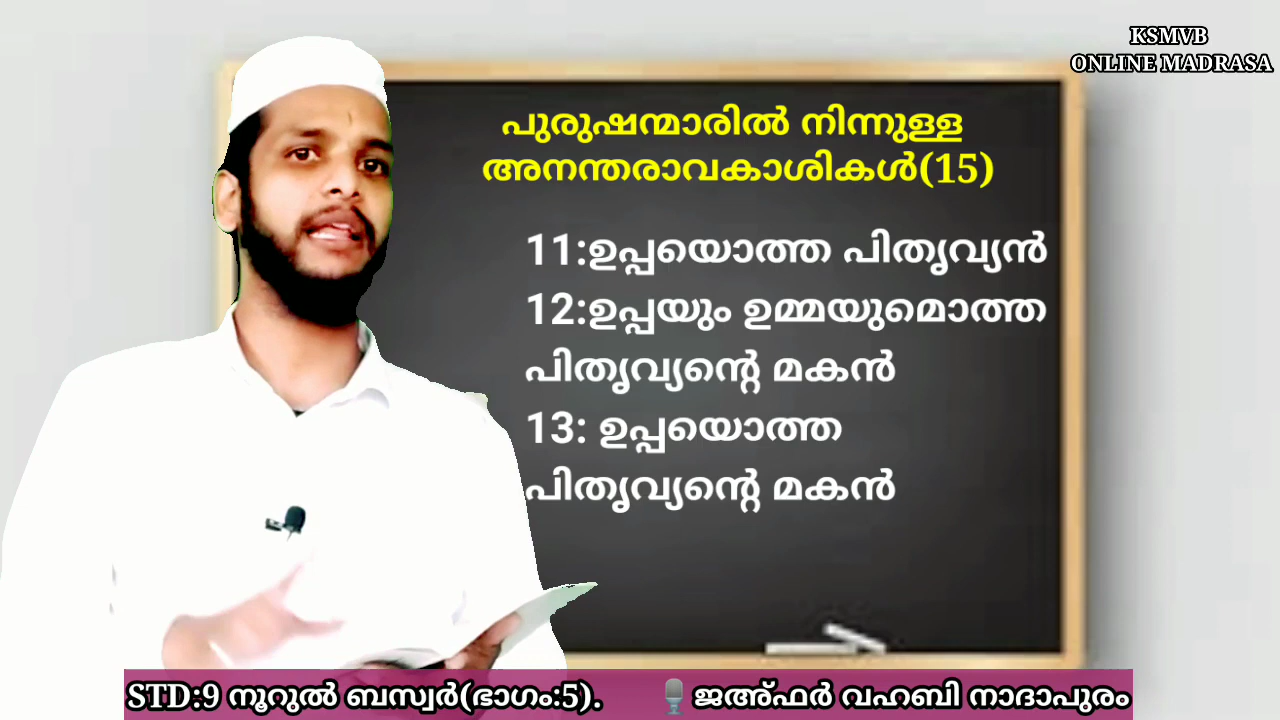 KSMVB
ONLINE MADRASA
പുരുഷന്മാരിൽ നിന്നുള്ള
അനന്തരാവകാശികൾ(15)
11:ഉപ്പയൊത്ത പിതൃവ്യൻ
12:ഉപ്പയും ഉമ്മയുമൊത്ത
പിതൃവ്യന്റെ മകൻ
13: ഉപ്പയൊത്ത
പിതൃവ്യന്റെ മകൻ
STD:9 നൂറുൽ ബസ്വർ(ഭാഗം:5). 🎙️ജഅ്ഫർ വഹബി നാദാപുരം